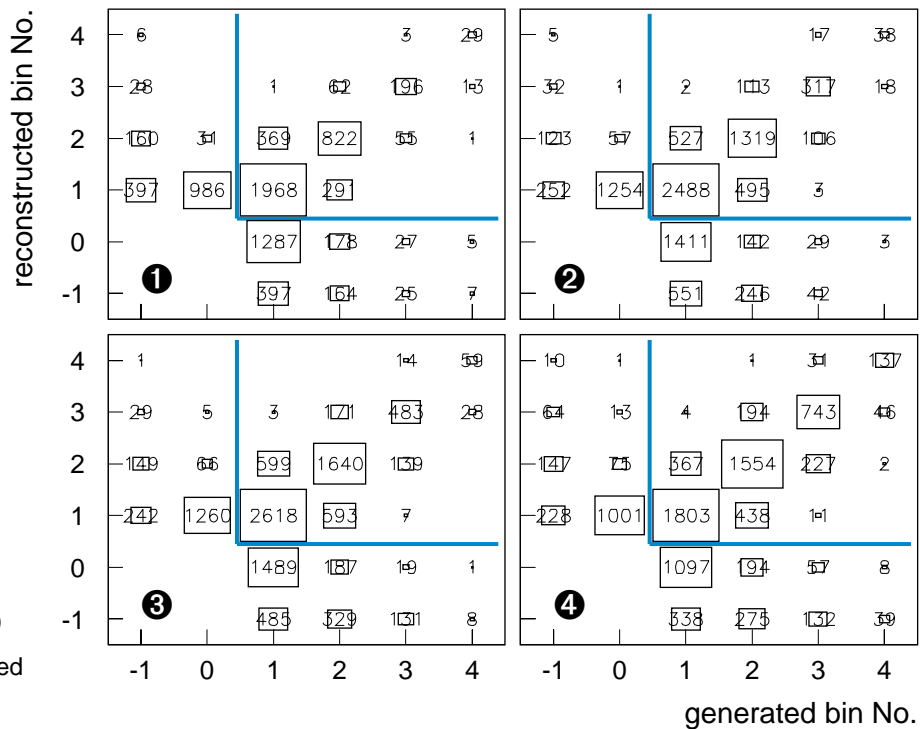 reconstructed bin No.
4 6 3 29 5 17 38
3 28 1 62 196 13 32 1 2 113 317 18
2 160 31 369 822 55 1 123 57 527 1319 106
1 397 986 1968 291 252 1254 2488 495 3
0 1287 178 27 5 1411 142 29 3
-1 397 164 25 7 551 246 42
1 2
4 1 14 59 10 1 1 31 137
3 29 5 3 171 483 28 64 13 4 194 743 46
2 149 66 599 1640 139 147 75 367 1554 227 2
1 242 1260 2618 593 7 228 1001 1803 438 11
0 1489 187 19 1 1097 194 57 8
-1 485 329 131 8 338 275 132 39
3 4
)
ed
-1 0 1 2 3 4 -1 0 1 2 3 4
generated bin No.